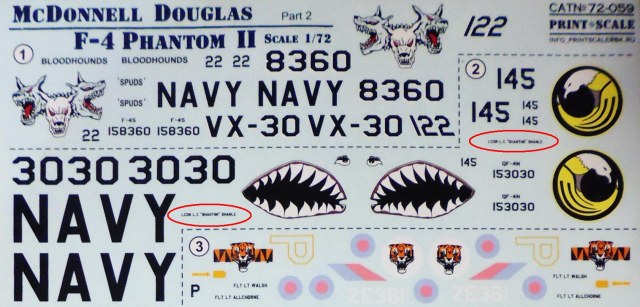 McDonnell Douglas Part 2 CATN° 72-059
F-4 Phantom II Scale 1/72 PRINT SCALE
1 BLOODHOUNDS BLOODHOUNDS 22 22 8360 122
'SPUDS' NAVY NAVY 8360
'SPUDS'
F-4S F-4S
22 158360 158360 VX-30 VX-30 122
2 145
145 145
145
3030 3030 145 QF-4N
153030
NAVY QF-4N
153030
NAVY
3 P
FLT LT WALSH FLT LT WALSH
FLT LT ALLEHORNE FLT LT ALLEHORNE